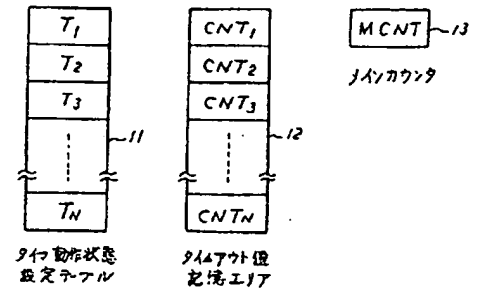 T1
T2
T3
TN
11
タイマ動作状態
設定テーブル
CNT1
CNT2
CNT3
CNTN
12
タイムアウト値
記憶エリア
MCNT
13
メインカウンタ